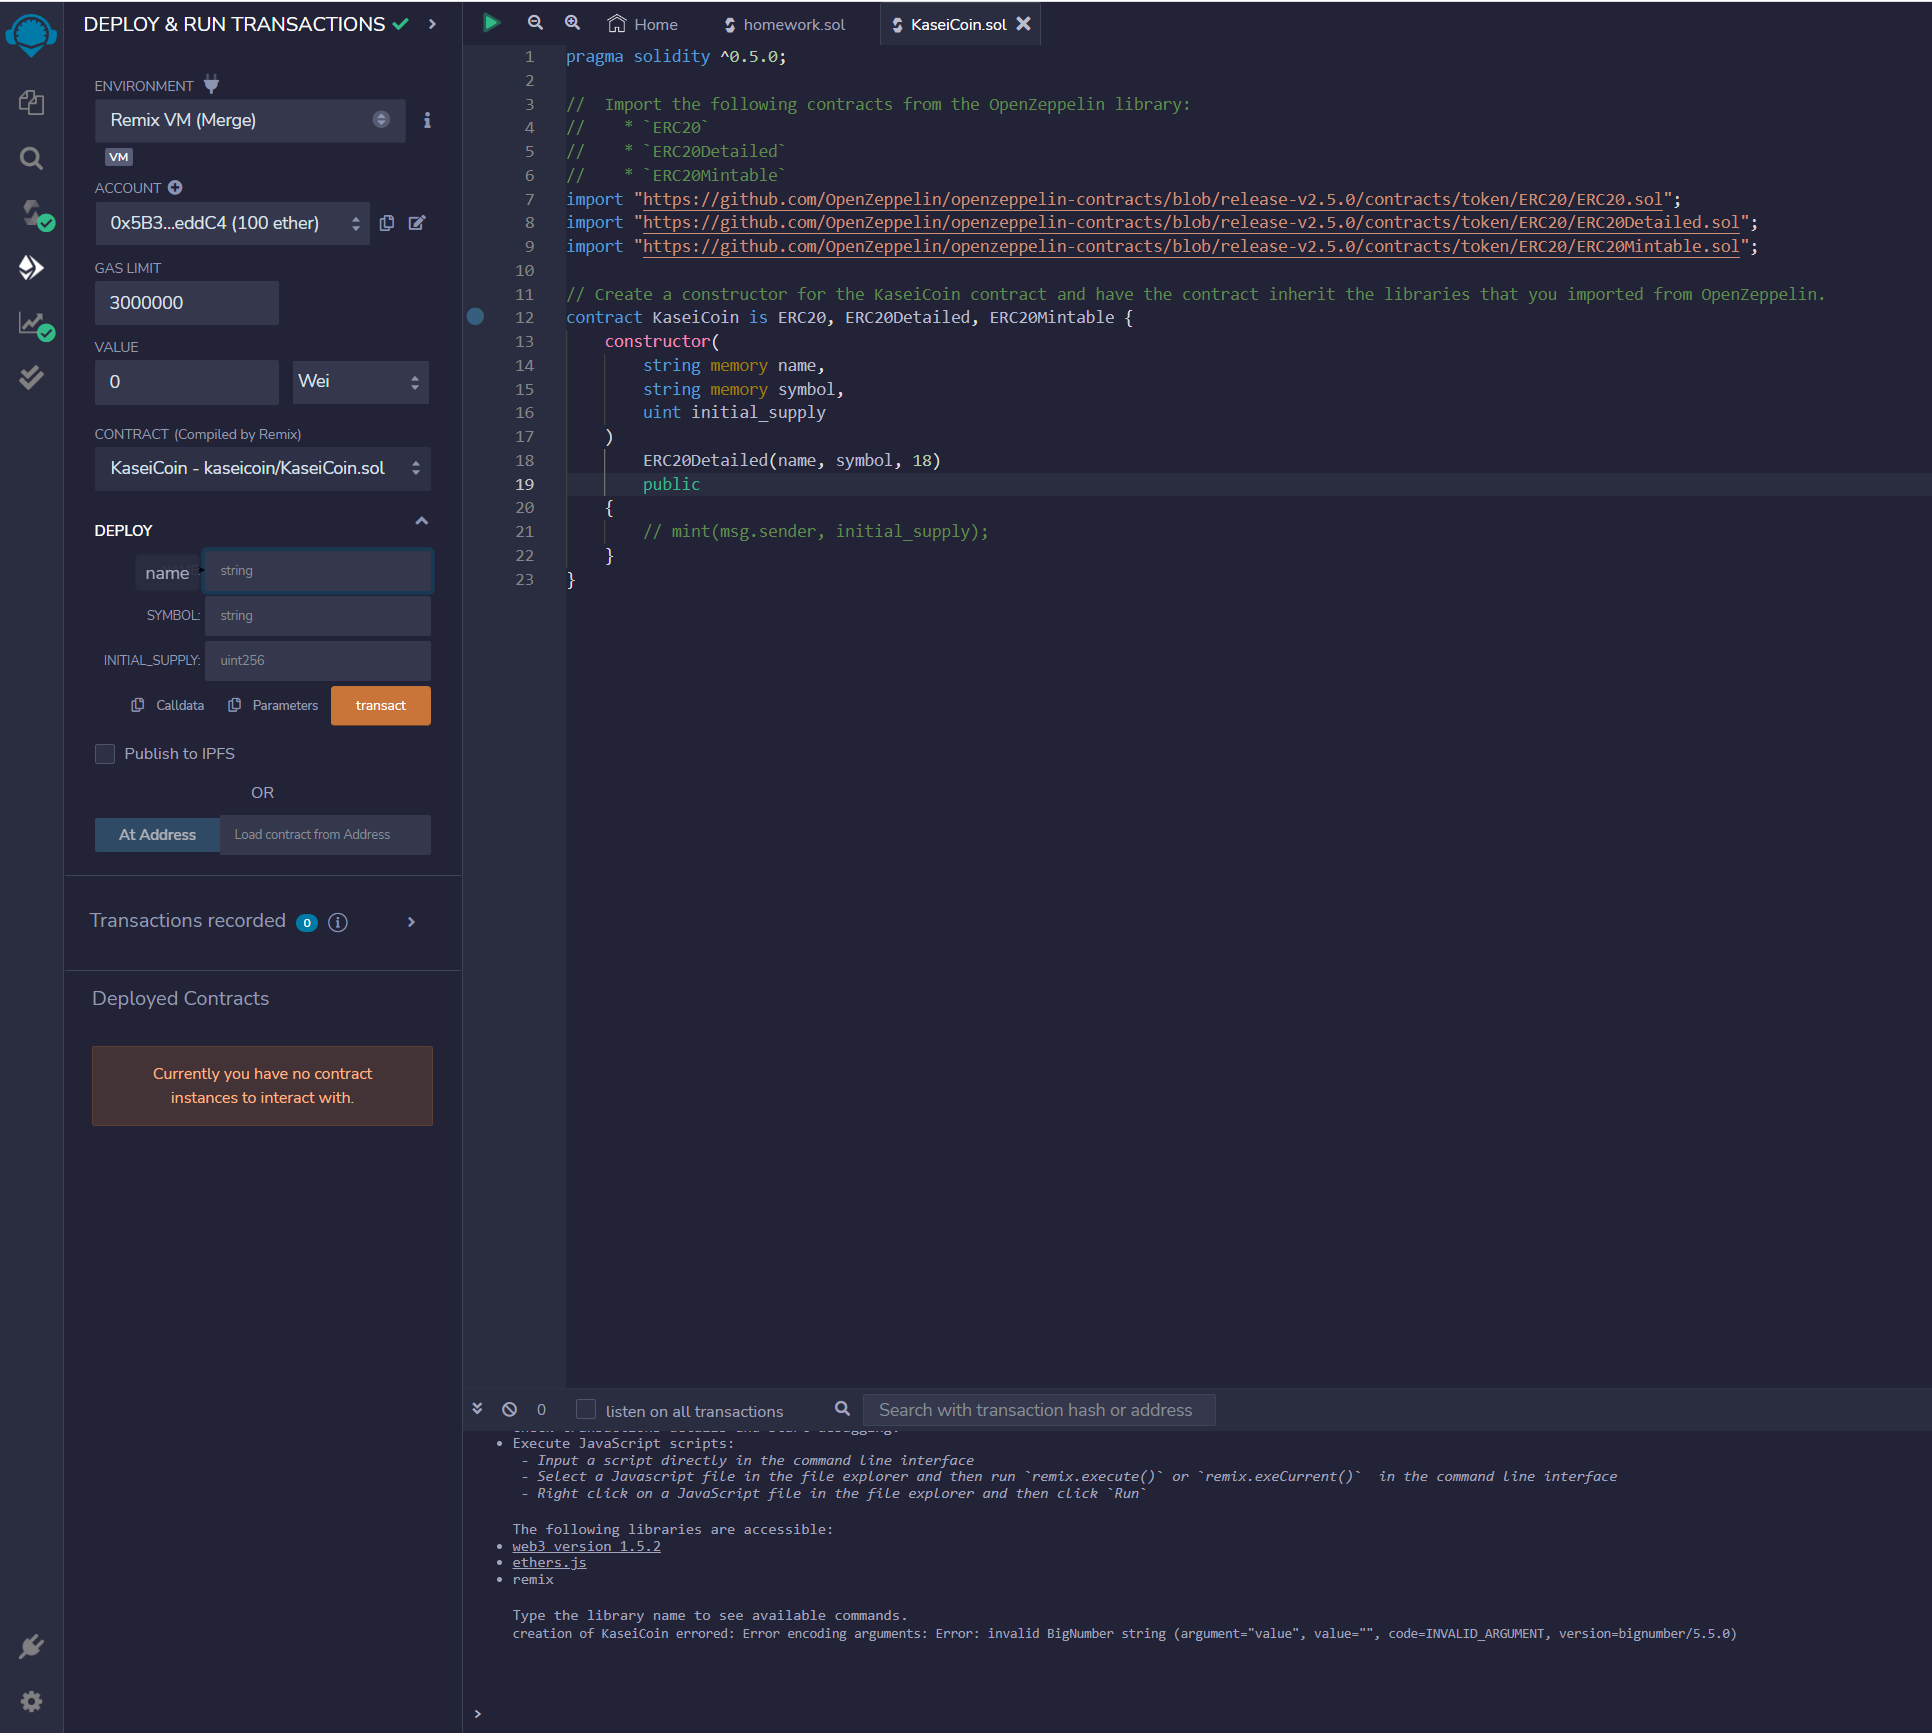 DEPLOY & RUN TRANSACTIONS
ENVIRONMENT
Remix VM (Merge)
VM
ACCOUNT
0x5B3...eddC4 (100 ether)
GAS LIMIT
3000000
VALUE
0
Wei
CONTRACT (Compiled by Remix)
KaseiCoin - kaseicoin/KaseiCoin.sol
DEPLOY
name
string
SYMBOL:
string
INITIAL_SUPPLY:
uint256
Calldata
Parameters
transact
Publish to IPFS
OR
At Address
Load contract from Address
Transactions recorded 0 i
Deployed Contracts
Currently you have no contract
instances to interact with.
Home
homework.sol
KaseiCoin.sol
1 pragma solidity ^0.5.0;
2
3 //  Import the following contracts from the OpenZeppelin library:
4 //    * `ERC20`
5 //    * `ERC20Detailed`
6 //    * `ERC20Mintable`
7 import "https://github.com/OpenZeppelin/openzeppelin-contracts/blob/release-v2.5.0/contracts/token/ERC20/ERC20.sol";
8 import "https://github.com/OpenZeppelin/openzeppelin-contracts/blob/release-v2.5.0/contracts/token/ERC20/ERC20Detailed.sol";
9 import "https://github.com/OpenZeppelin/openzeppelin-contracts/blob/release-v2.5.0/contracts/token/ERC20/ERC20Mintable.sol";
10
11 // Create a constructor for the KaseiCoin contract and have the contract inherit the libraries that you imported from OpenZeppelin.
12 contract KaseiCoin is ERC20, ERC20Detailed, ERC20Mintable {
13     constructor(
14         string memory name,
15         string memory symbol,
16         uint initial_supply
17     )
18         ERC20Detailed(name, symbol, 18)
19         public
20     {
21         // mint(msg.sender, initial_supply);
22     }
23 }
0
listen on all transactions
Search with transaction hash or address
check transactions details and start debugging.
• Execute JavaScript scripts:
- Input a script directly in the command line interface
- Select a Javascript file in the file explorer and then run `remix.execute()` or `remix.exeCurrent()`  in the command line interface
- Right click on a JavaScript file in the file explorer and then click `Run`
The following libraries are accessible:
• web3 version 1.5.2
• ethers.js
• remix
Type the library name to see available commands.
creation of KaseiCoin errored: Error encoding arguments: Error: invalid BigNumber string (argument="value", value="", code=INVALID_ARGUMENT, version=bignumber/5.5.0)
>